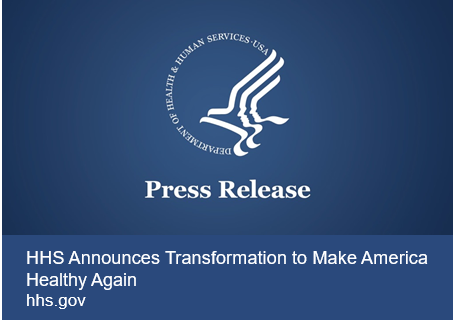 DEPARTMENT OF HEALTH & HUMAN SERVICES·USA
Press Release
HHS Announces Transformation to Make America
Healthy Again
hhs.gov